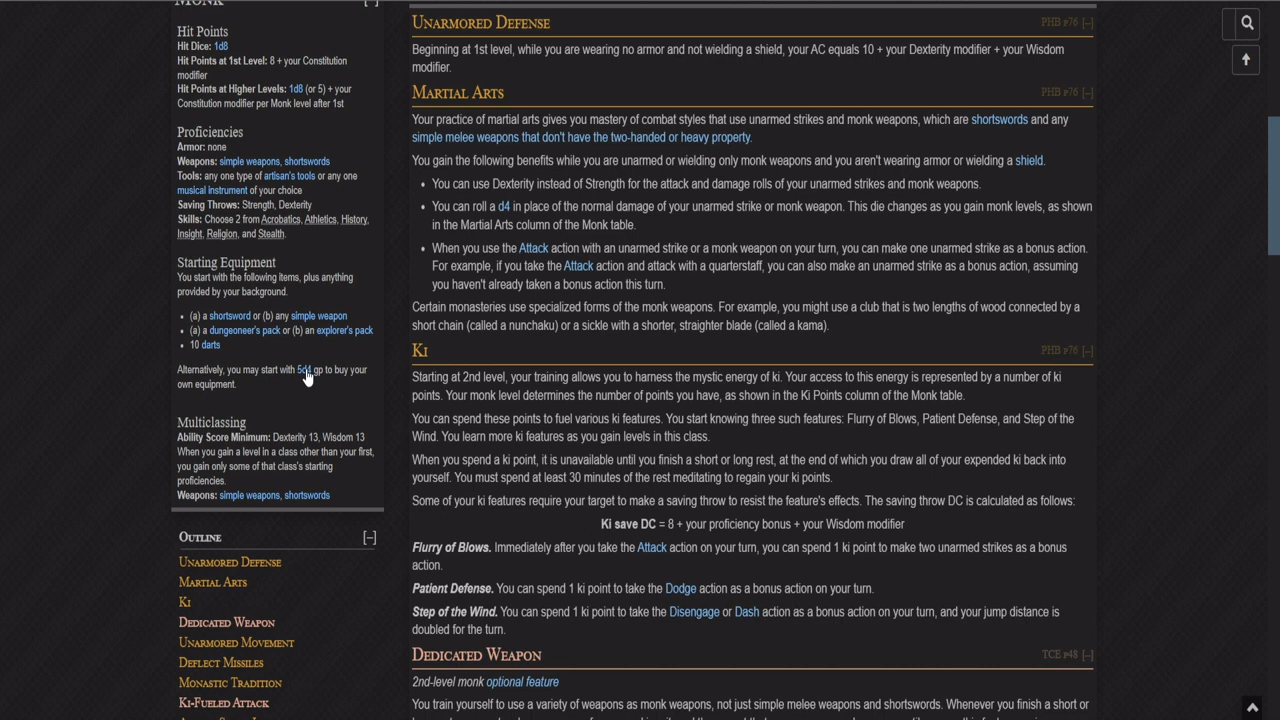 MONK [–]
Hit Points
Hit Dice: 1d8
Hit Points at 1st Level: 8 + your Constitution
modifier
Hit Points at Higher Levels: 1d8 (or 5) + your
Constitution modifier per Monk level after 1st
Proficiencies
Armor: none
Weapons: simple weapons, shortswords
Tools: any one type of artisan's tools or any one
musical instrument of your choice
Saving Throws: Strength, Dexterity
Skills: Choose 2 from Acrobatics, Athletics, History,
Insight, Religion, and Stealth.
Starting Equipment
You start with the following items, plus anything
provided by your background.
• (a) a shortsword or (b) any simple weapon
• (a) a dungeoneer's pack or (b) an explorer's pack
• 10 darts
Alternatively, you may start with 5d4 gp to buy your
own equipment.
Multiclassing
Ability Score Minimum: Dexterity 13, Wisdom 13
When you gain a level in a class other than your first,
you gain only some of that class's starting
proficiencies.
Weapons: simple weapons, shortswords
OUTLINE [–]
UNARMORED DEFENSE
MARTIAL ARTS
KI
DEDICATED WEAPON
UNARMORED MOVEMENT
DEFLECT MISSILES
MONASTIC TRADITION
KI-FUELED ATTACK
UNARMORED DEFENSE PHB p76 [–]
Beginning at 1st level, while you are wearing no armor and not wielding a shield, your AC equals 10 + your Dexterity modifier + your Wisdom
modifier.
MARTIAL ARTS PHB p76 [–]
Your practice of martial arts gives you mastery of combat styles that use unarmed strikes and monk weapons, which are shortswords and any
simple melee weapons that don't have the two-handed or heavy property.
You gain the following benefits while you are unarmed or wielding only monk weapons and you aren't wearing armor or wielding a shield.
• You can use Dexterity instead of Strength for the attack and damage rolls of your unarmed strikes and monk weapons.
• You can roll a d4 in place of the normal damage of your unarmed strike or monk weapon. This die changes as you gain monk levels, as shown
in the Martial Arts column of the Monk table.
• When you use the Attack action with an unarmed strike or a monk weapon on your turn, you can make one unarmed strike as a bonus action.
For example, if you take the Attack action and attack with a quarterstaff, you can also make an unarmed strike as a bonus action, assuming
you haven't already taken a bonus action this turn.
Certain monasteries use specialized forms of the monk weapons. For example, you might use a club that is two lengths of wood connected by a
short chain (called a nunchaku) or a sickle with a shorter, straighter blade (called a kama).
KI PHB p76 [–]
Starting at 2nd level, your training allows you to harness the mystic energy of ki. Your access to this energy is represented by a number of ki
points. Your monk level determines the number of points you have, as shown in the Ki Points column of the Monk table.
You can spend these points to fuel various ki features. You start knowing three such features: Flurry of Blows, Patient Defense, and Step of the
Wind. You learn more ki features as you gain levels in this class.
When you spend a ki point, it is unavailable until you finish a short or long rest, at the end of which you draw all of your expended ki back into
yourself. You must spend at least 30 minutes of the rest meditating to regain your ki points.
Some of your ki features require your target to make a saving throw to resist the feature's effects. The saving throw DC is calculated as follows:
Ki save DC = 8 + your proficiency bonus + your Wisdom modifier
Flurry of Blows. Immediately after you take the Attack action on your turn, you can spend 1 ki point to make two unarmed strikes as a bonus
action.
Patient Defense. You can spend 1 ki point to take the Dodge action as a bonus action on your turn.
Step of the Wind. You can spend 1 ki point to take the Disengage or Dash action as a bonus action on your turn, and your jump distance is
doubled for the turn.
DEDICATED WEAPON TCE p48 [–]
2nd-level monk optional feature
You train yourself to use a variety of weapons as monk weapons, not just simple melee weapons and shortswords. Whenever you finish a short or